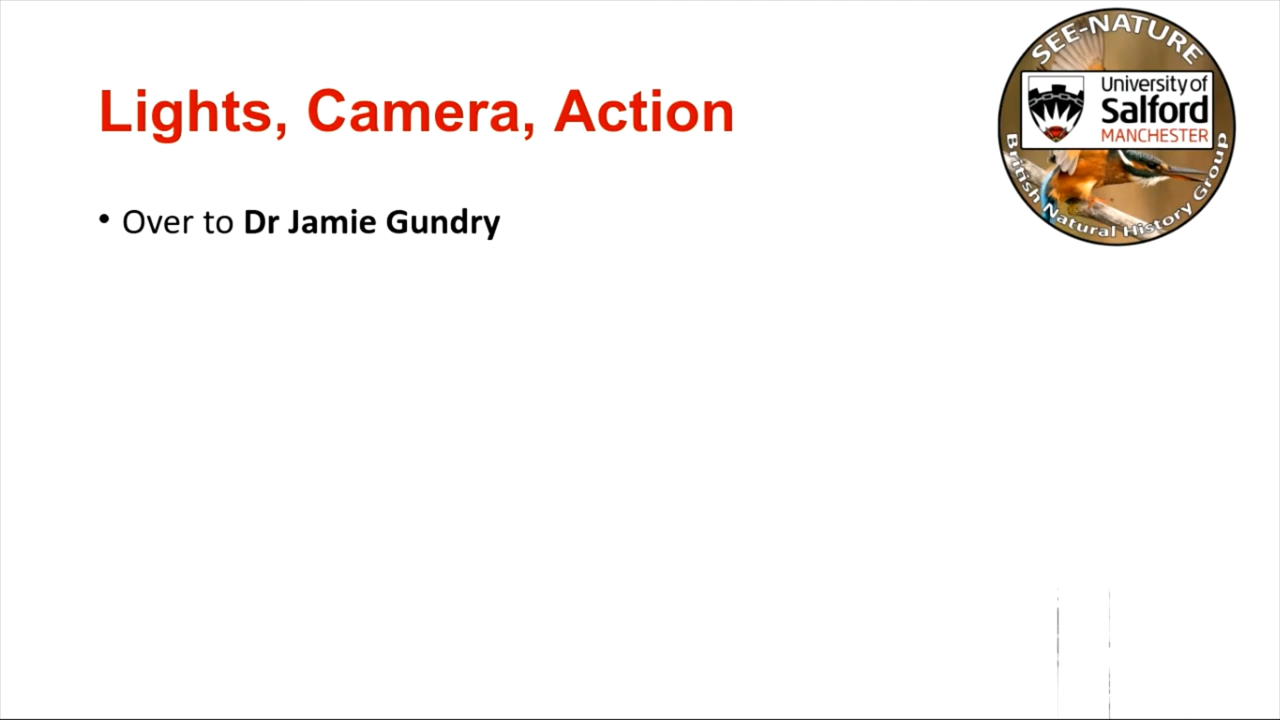 SEE-NATURE
University of
Salford
MANCHESTER
British Natural History Group
Lights, Camera, Action
• Over to Dr Jamie Gundry